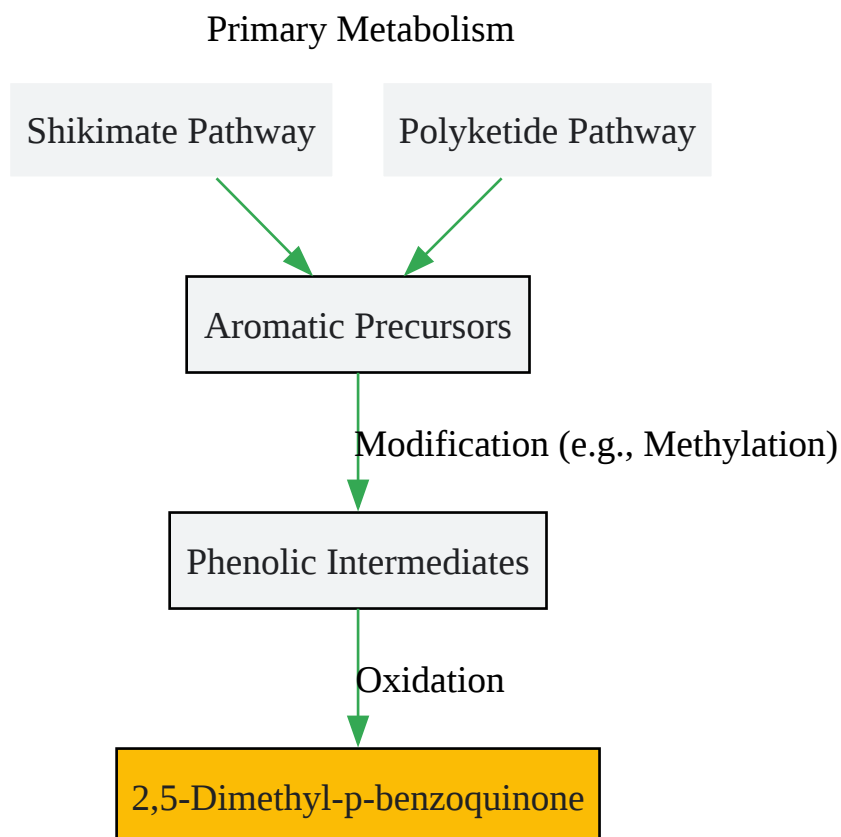 Primary Metabolism
Shikimate Pathway
Polyketide Pathway
Aromatic Precursors
Modification (e.g., Methylation)
Phenolic Intermediates
Oxidation
2,5-Dimethyl-p-benzoquinone